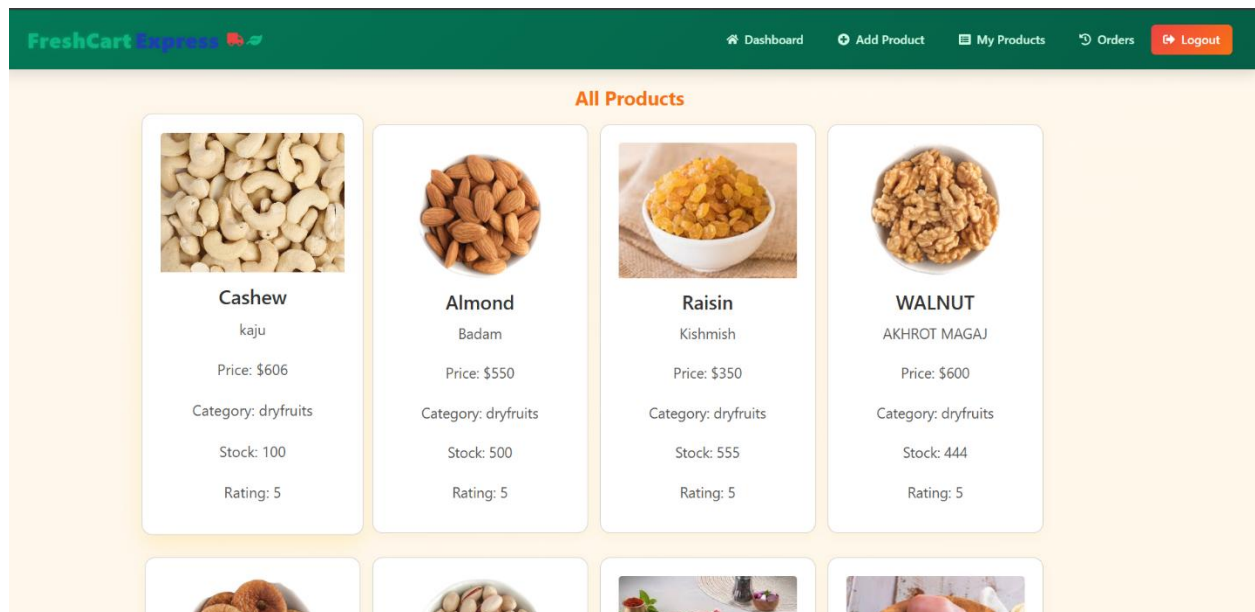 FreshCart Express
Dashboard
Add Product
My Products
Orders
Logout
All Products
Cashew
kaju
Price: $606
Category: dryfruits
Stock: 100
Rating: 5
Almond
Badam
Price: $550
Category: dryfruits
Stock: 500
Rating: 5
Raisin
Kishmish
Price: $350
Category: dryfruits
Stock: 555
Rating: 5
WALNUT
AKHROT MAGAJ
Price: $600
Category: dryfruits
Stock: 444
Rating: 5